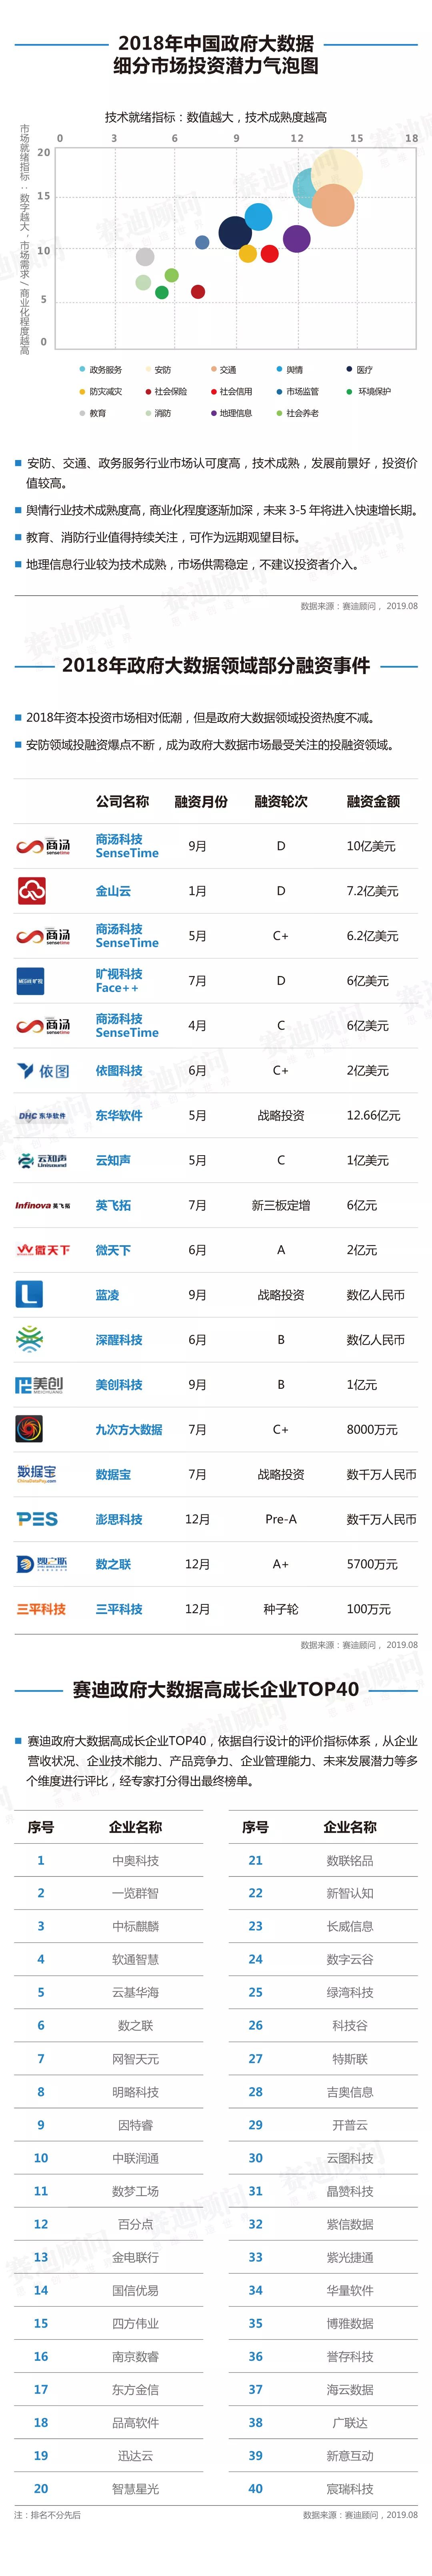 2018年中国政府大数据
细分市场投资潜力气泡图
技术就绪指标：数值越大，技术成熟度越高
市场就绪指标：数字越大，市场需求/商业化程度越高
0 3 6 9 12 15 18
20
15
10
5
0
政务服务 安防 交通 舆情 医疗
防灾减灾 社会保险 社会信用 市场监管 环境保护
教育 消防 地理信息 社会养老
安防、交通、政务服务行业市场认可度高，技术成熟，发展前景好，投资价
值较高。
舆情行业技术成熟度高，商业化程度逐渐加深，未来 3-5 年将进入快速增长期。
教育、消防行业值得持续关注，可作为远期观望目标。
地理信息行业较为技术成熟，市场供需稳定，不建议投资者介入。
数据来源：赛迪顾问，2019.08
2018年政府大数据领域部分融资事件
2018年资本投资市场相对低潮，但是政府大数据领域投资热度不减。
安防领域投融资爆点不断，成为政府大数据市场最受关注的投融资领域。
公司名称 融资月份 融资轮次 融资金额
商汤 sensetime 商汤科技 SenseTime 9月 D 10亿美元
金山云 1月 D 7.2亿美元
商汤 sensetime 商汤科技 SenseTime 5月 C+ 6.2亿美元
MEGVII 旷视 旷视科技 Face++ 7月 D 6亿美元
商汤 sensetime 商汤科技 SenseTime 4月 C 6亿美元
依图 依图科技 6月 C+ 2亿美元
DHC 东华软件 东华软件 5月 战略投资 12.66亿元
云知声 Unisound 云知声 5月 C 1亿美元
Infinova 英飞拓 英飞拓 7月 新三板定增 6亿元
微天下 微天下 6月 A 2亿元
蓝凌 9月 战略投资 数亿人民币
深醒科技 6月 B 数亿人民币
美创 MEICHUANG 美创科技 9月 B 1亿元
九次方大数据 7月 C+ 8000万元
数据宝 ChinaDataPay.com 数据宝 7月 战略投资 数千万人民币
PES 澎思科技 12月 Pre-A 数千万人民币
数之联 数之联 12月 A+ 5700万元
三平科技 三平科技 12月 种子轮 100万元
数据来源：赛迪顾问，2019.08
赛迪政府大数据高成长企业TOP40
赛迪政府大数据高成长企业TOP40，依据自行设计的评价指标体系，从企业
营收状况、企业技术能力、产品竞争力、企业管理能力、未来发展潜力等多
个维度进行评比，经专家打分得出最终榜单。
序号 企业名称 序号 企业名称
1 中奥科技 21 数联铭品
2 一览群智 22 新智认知
3 中标麒麟 23 长威信息
4 软通智慧 24 数字云谷
5 云基华海 25 绿湾科技
6 数之联 26 科技谷
7 网智天元 27 特斯联
8 明略科技 28 吉奥信息
9 因特睿 29 开普云
10 中联润通 30 云图科技
11 数梦工场 31 晶赞科技
12 百分点 32 紫信数据
13 金电联行 33 紫光捷通
14 国信优易 34 华量软件
15 四方伟业 35 博雅数据
16 南京数睿 36 誉存科技
17 东方金信 37 海云数据
18 品高软件 38 广联达
19 迅达云 39 新意互动
20 智慧星光 40 宸瑞科技
注：排名不分先后 数据来源：赛迪顾问，2019.08